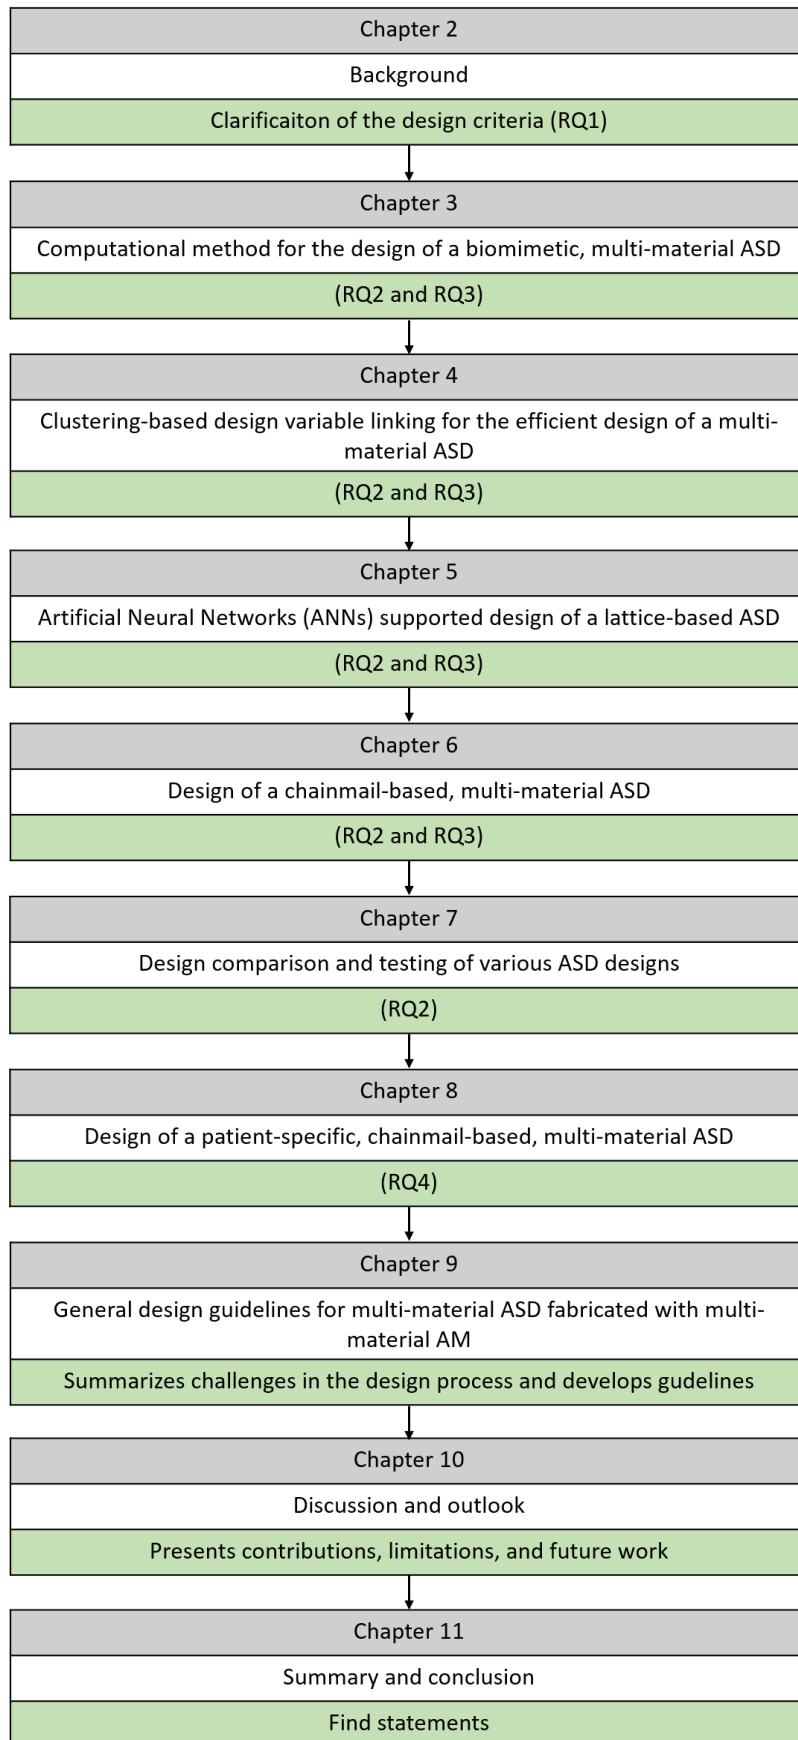 Chapter 2
Background
Clarificaiton of the design criteria (RQ1)
Chapter 3
Computational method for the design of a biomimetic, multi-material ASD
(RQ2 and RQ3)
Chapter 4
Clustering-based design variable linking for the efficient design of a multi-
material ASD
(RQ2 and RQ3)
Chapter 5
Artificial Neural Networks (ANNs) supported design of a lattice-based ASD
(RQ2 and RQ3)
Chapter 6
Design of a chainmail-based, multi-material ASD
(RQ2 and RQ3)
Chapter 7
Design comparison and testing of various ASD designs
(RQ2)
Chapter 8
Design of a patient-specific, chainmail-based, multi-material ASD
(RQ4)
Chapter 9
General design guidelines for multi-material ASD fabricated with multi-
material AM
Summarizes challenges in the design process and develops gudelines
Chapter 10
Discussion and outlook
Presents contributions, limitations, and future work
Chapter 11
Summary and conclusion
Find statements